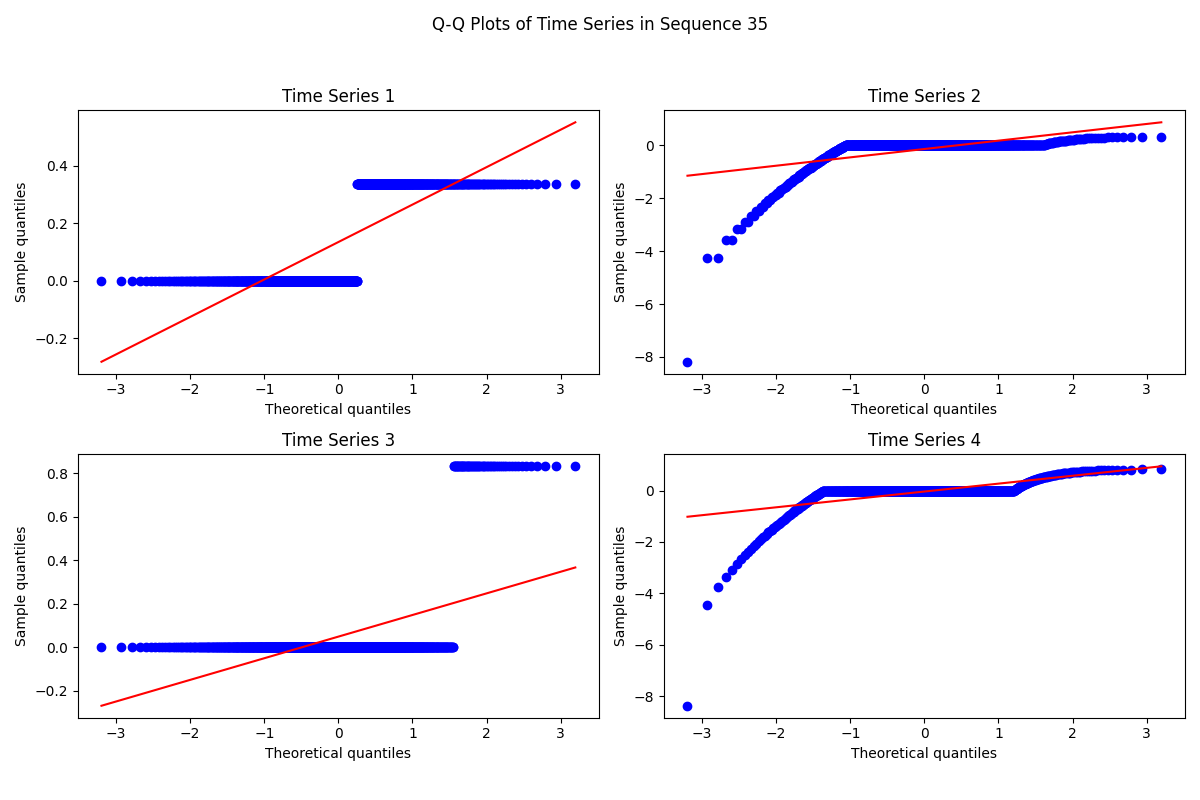 Q-Q Plots of Time Series in Sequence 35
Time Series 1
Sample quantiles
0.4
0.2
0.0
−0.2
−3 −2 −1 0 1 2 3
Theoretical quantiles
Time Series 2
Sample quantiles
0
−2
−4
−6
−8
−3 −2 −1 0 1 2 3
Theoretical quantiles
Time Series 3
Sample quantiles
0.8
0.6
0.4
0.2
0.0
−0.2
−3 −2 −1 0 1 2 3
Theoretical quantiles
Time Series 4
Sample quantiles
0
−2
−4
−6
−8
−3 −2 −1 0 1 2 3
Theoretical quantiles